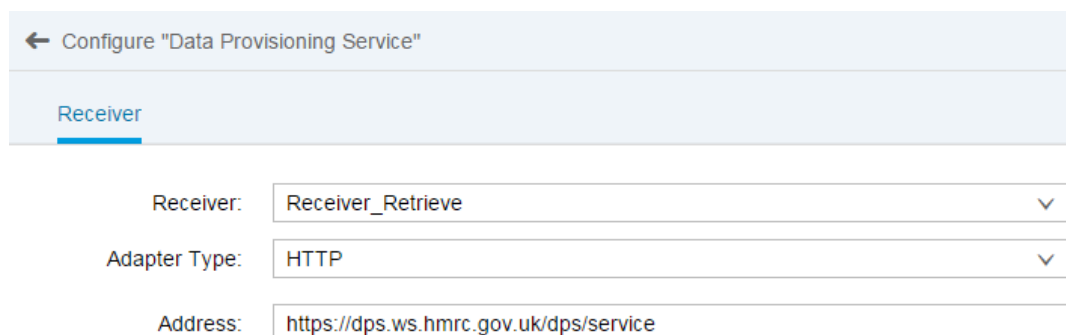 Configure "Data Provisioning Service"
Receiver
Receiver: Receiver_Retrieve
Adapter Type: HTTP
Address: https://dps.ws.hmrc.gov.uk/dps/service